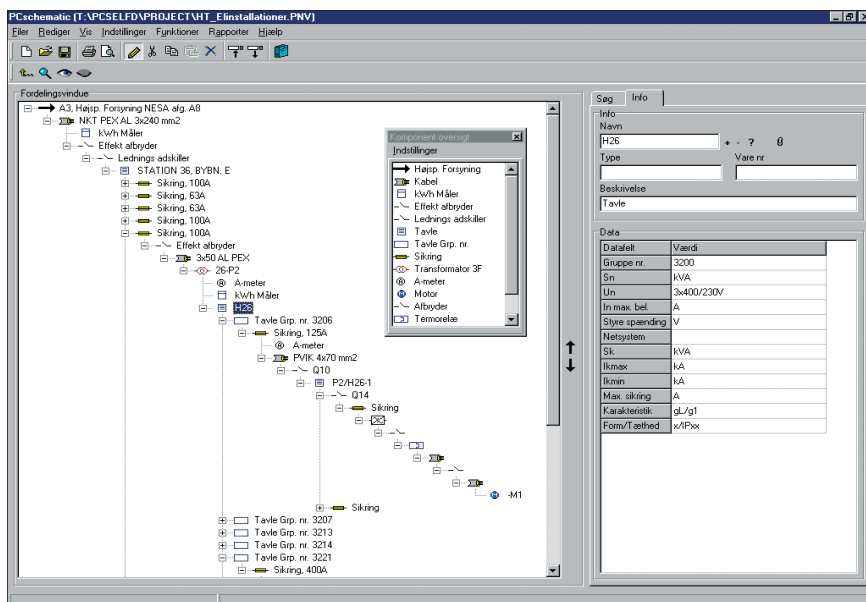 PCschematic (T:\PCSELFD\PROJECT\HT_Elinstallationer.PNV)
Filer Rediger Vis Indstillinger Funktioner Rapporter Hjælp
Fordelingsvindue
A3, Højsp. Forsyning NESA afg. A8
NKT PEX AL 3x240 mm2
kWh Måler
Effekt afbryder
Lednings adskiller
STATION 36, BYBN. E
Sikring, 100A
Sikring, 63A
Sikring, 63A
Sikring, 100A
Sikring, 100A
Effekt afbryder
3x50 AL PEX
26-P2
A-meter
kWh Måler
H26
Tavle Grp. nr. 3206
Sikring, 125A
A-meter
PVIK 4x70 mm2
Q10
P2/H26-1
Q14
Sikring
-M1
Sikring
Tavle Grp. nr. 3207
Tavle Grp. nr. 3213
Tavle Grp. nr. 3214
Tavle Grp. nr. 3221
Sikring, 400A
Komponent oversigt
Indstillinger
Højsp. Forsyning
Kabel
kWh Måler
Effekt afbryder
Lednings adskiller
Tavle
Tavle Grp. nr.
Sikring
Transformator 3F
A-meter
Motor
Afbryder
Termorelæ
Søg Info
Info
Navn
H26 + - ?
Type Vare nr
Beskrivelse
Tavle
Data
Datafelt Værdi
Gruppe nr. 3200
Sn kVA
Un 3x400/230V
In max. bel. A
Styre spænding V
Netsystem
Sk kVA
Ikmax kA
Ikmin kA
Max. sikring A
Karakteristik gL/g1
Form/Tæthed x/IPxx